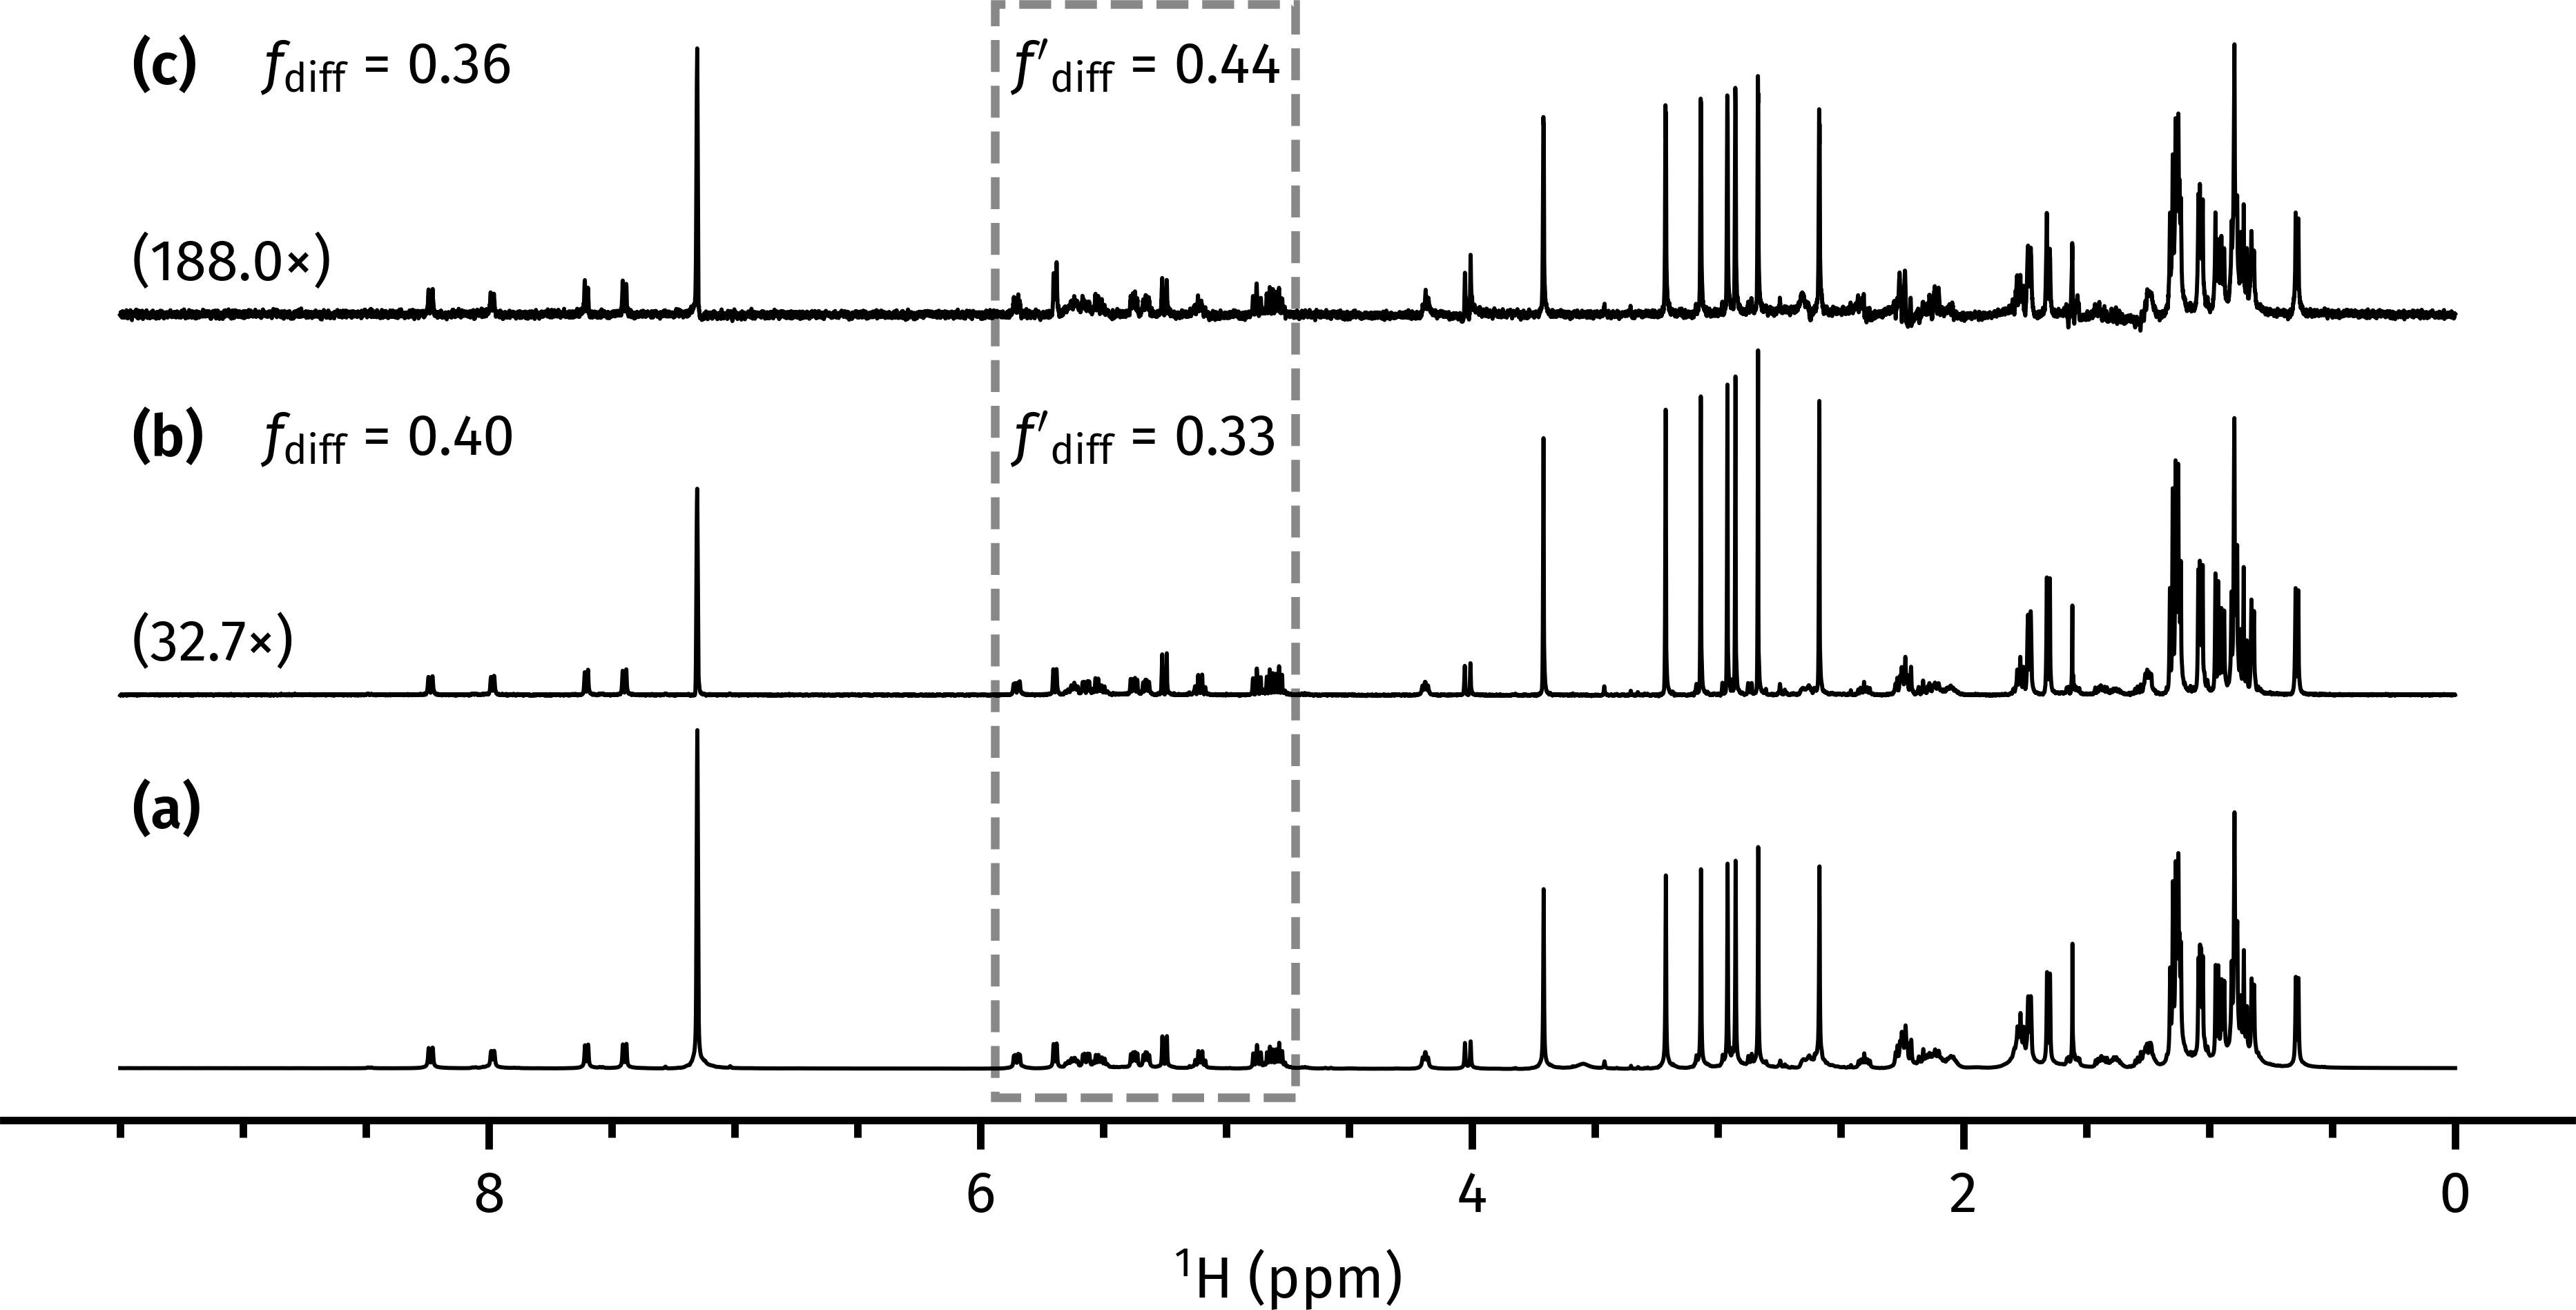 (c) f_diff = 0.36 f′_diff = 0.44
(188.0×)
(b) f_diff = 0.40 f′_diff = 0.33
(32.7×)
(a)
8 6 4 2 0
¹H (ppm)